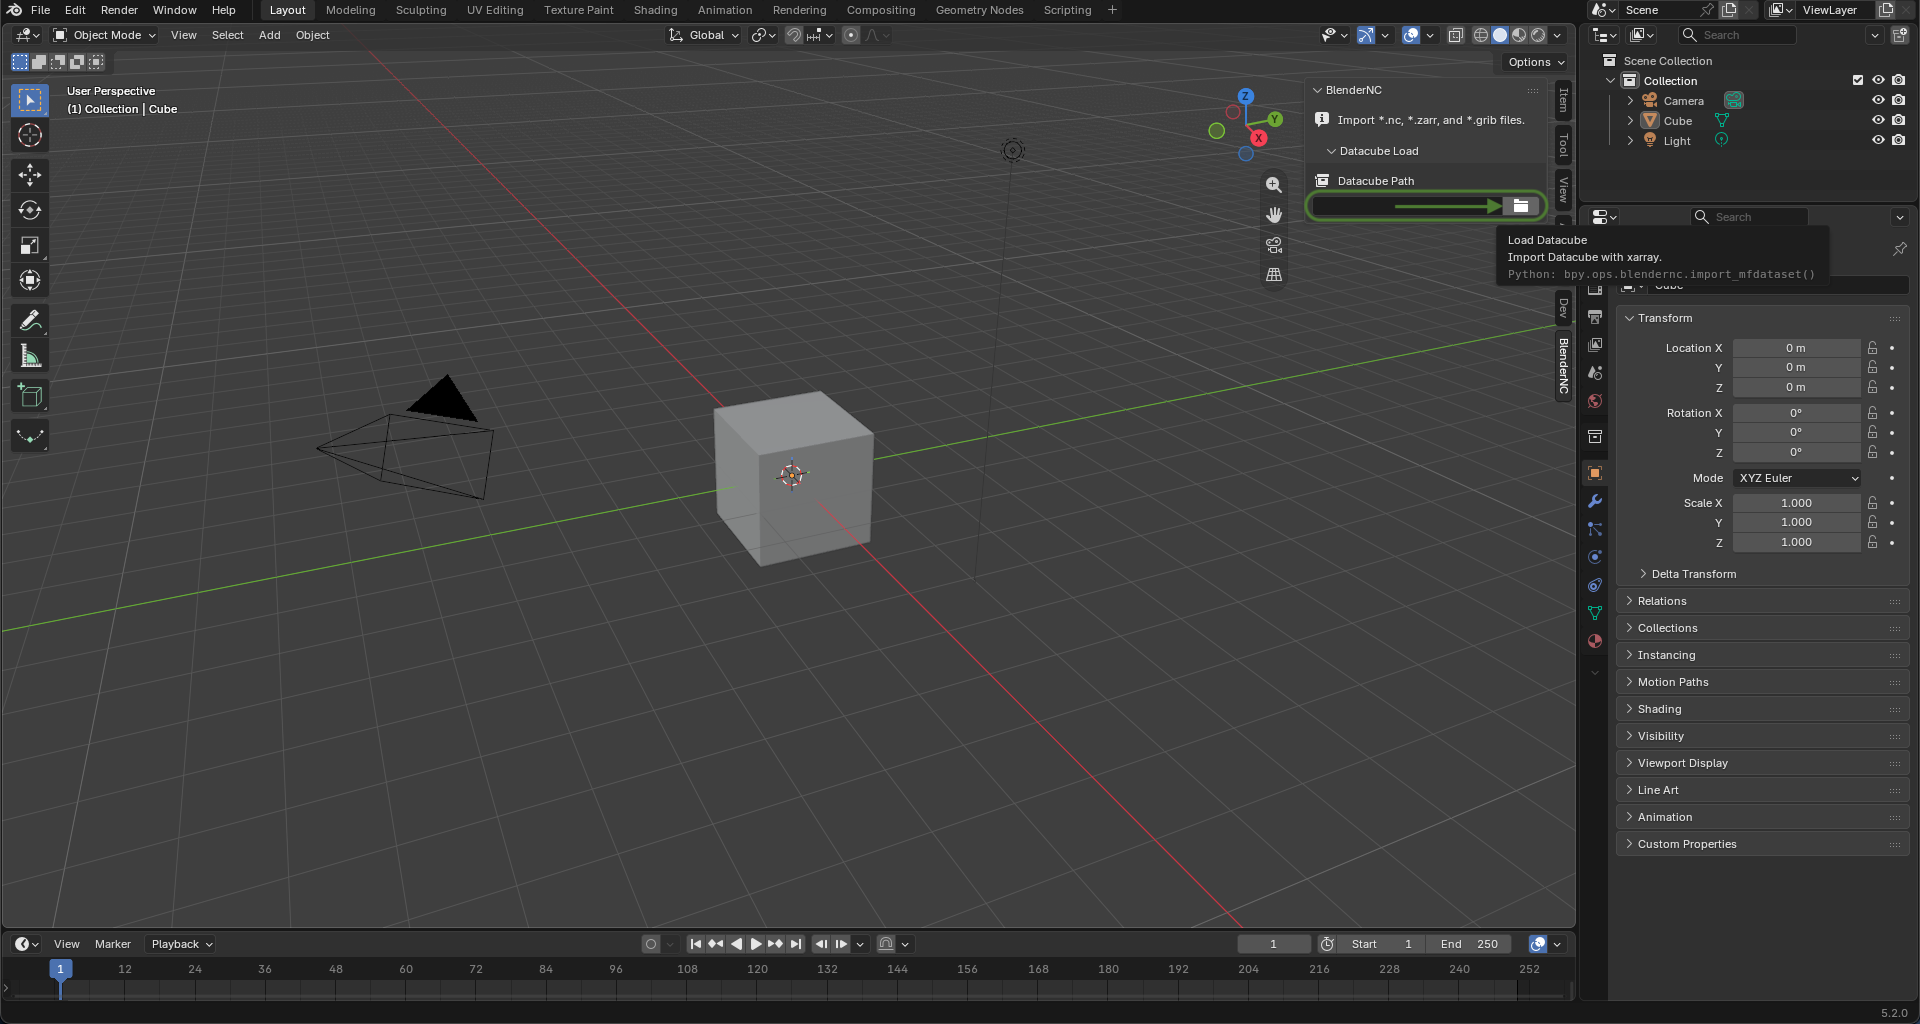 File Edit Render Window Help Layout Modeling Sculpting UV Editing Texture Paint Shading Animation Rendering Compositing Geometry Nodes Scripting + Scene ViewLayer
Object Mode View Select Add Object Global Search
Options
User Perspective
(1) Collection | Cube
Z
Y
X
BlenderNC
Import *.nc, *.zarr, and *.grib files.
Datacube Load
Datacube Path
Item
Tool
View
Dev
BlenderNC
Load Datacube
Import Datacube with xarray.
Python: bpy.ops.blendernc.import_mfdataset()
Scene Collection
Collection
Camera
Cube
Light
Search
Cube
Transform
Location X 0 m
Y 0 m
Z 0 m
Rotation X 0°
Y 0°
Z 0°
Mode XYZ Euler
Scale X 1.000
Y 1.000
Z 1.000
Delta Transform
Relations
Collections
Instancing
Motion Paths
Shading
Visibility
Viewport Display
Line Art
Animation
Custom Properties
View Marker Playback 1 Start 1 End 250
1 12 24 36 48 60 72 84 96 108 120 132 144 156 168 180 192 204 216 228 240 252
5.2.0